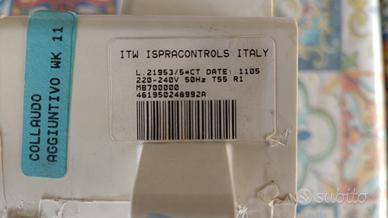 COLLAUDO
AGGIUNTIVO WK 11
ITW ISPRACONTROLS ITALY
L.21953/5=CT DATE: 1105
220-240V 50Hz T55 R1
MB700000
461950248992A
subito